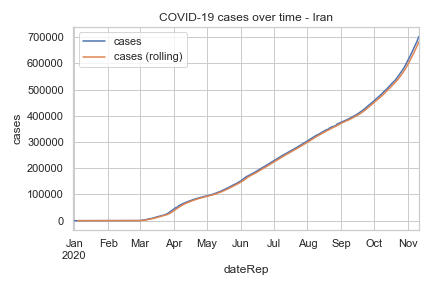 COVID-19 cases over time - Iran
cases
cases (rolling)
700000
600000
500000
400000
300000
200000
100000
0
cases
Jan Feb Mar Apr May Jun Jul Aug Sep Oct Nov
2020
dateRep